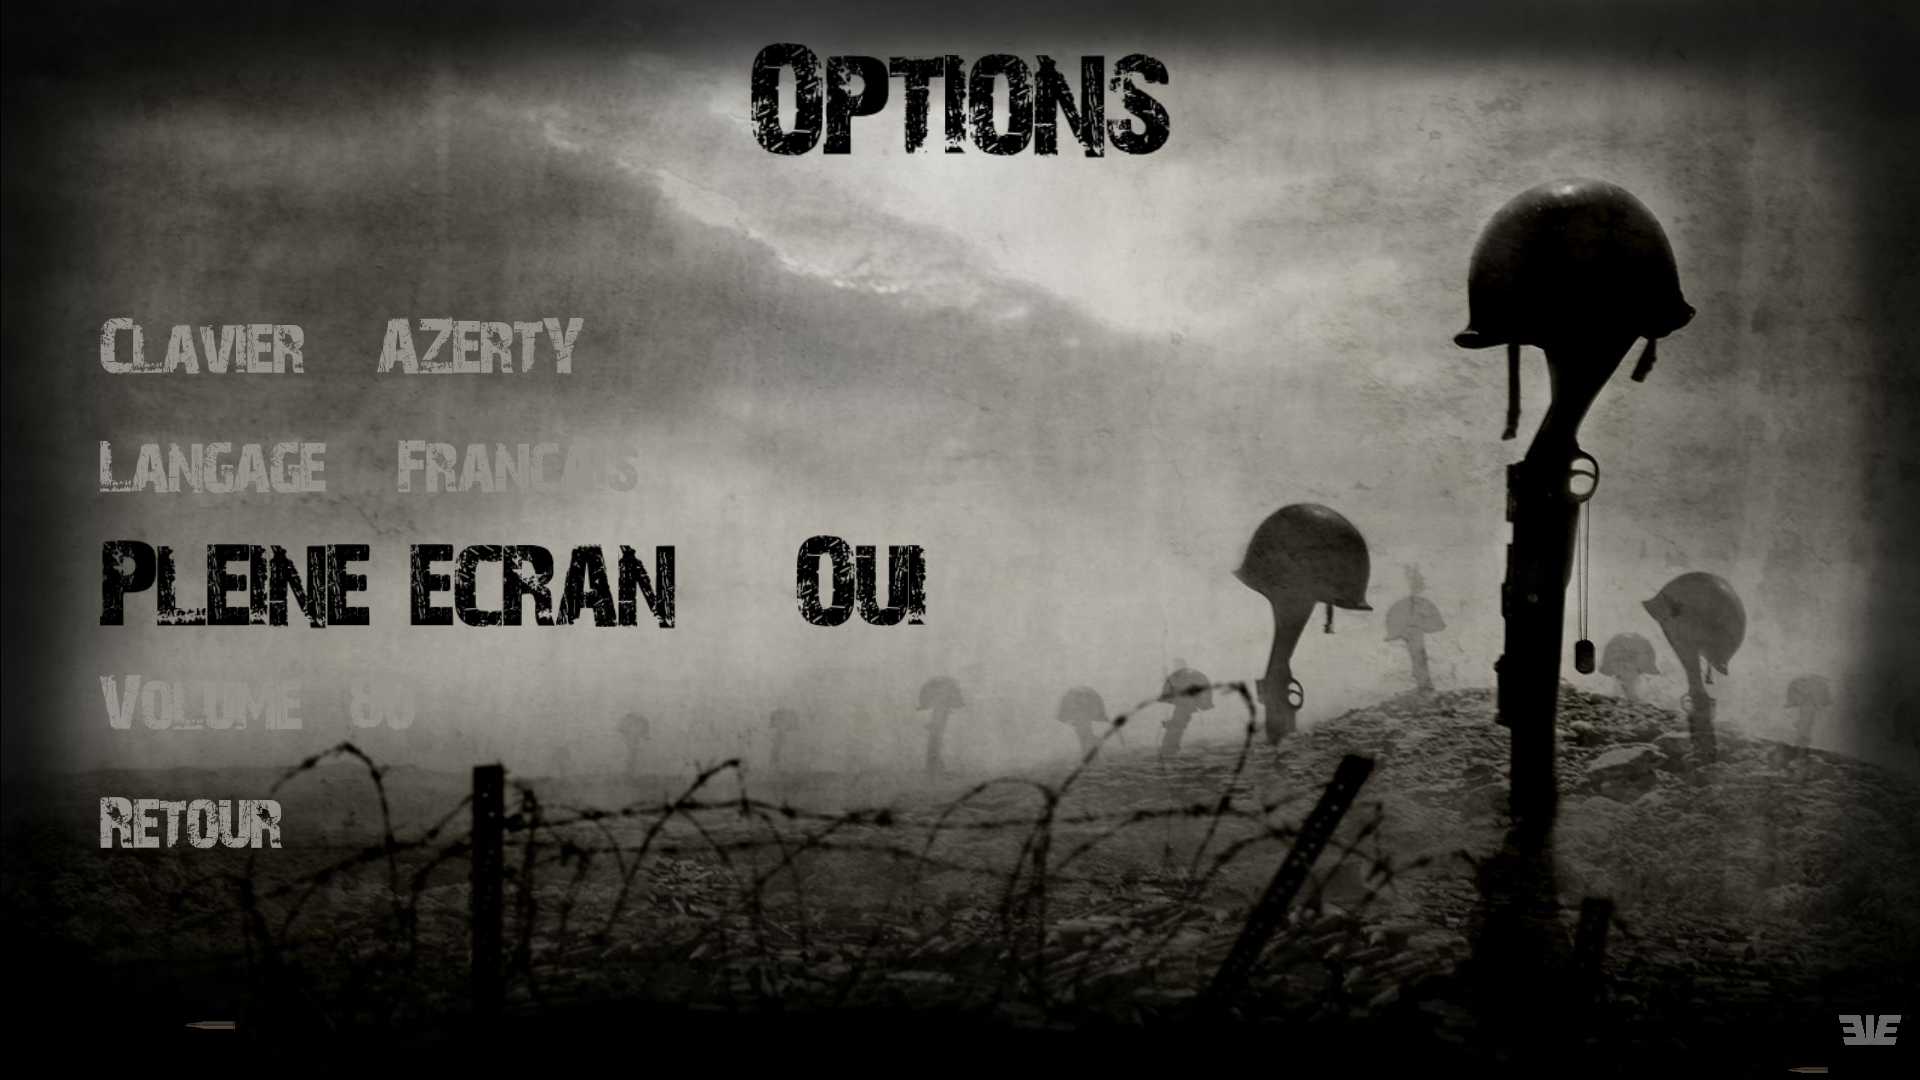 Options
Clavier AZERTY
Langage Francais
Pleine ecran Oui
Volume 80
Retour